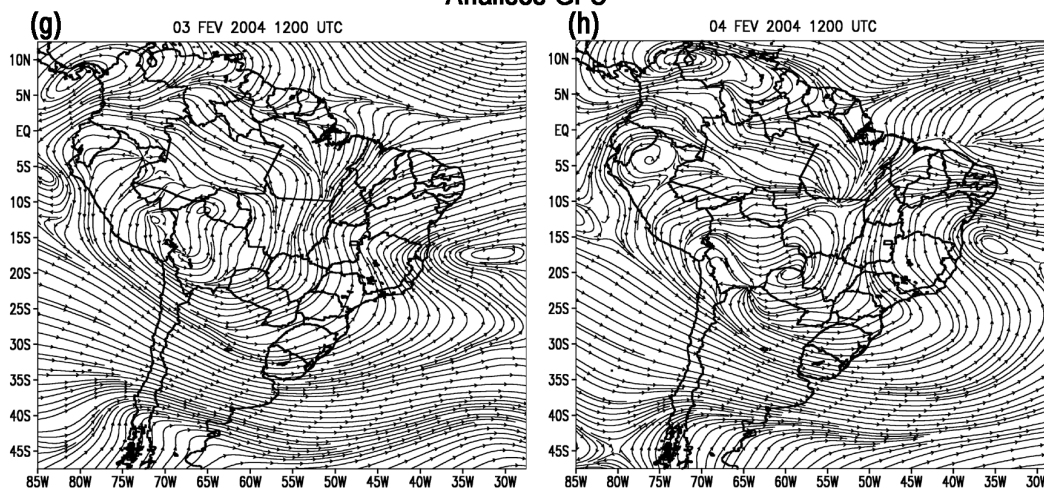 (g) 03 FEV 2004 1200 UTC
(h) 04 FEV 2004 1200 UTC
10N 10N
5N 5N
EQ EQ
5S 5S
10S 10S
15S 15S
20S 20S
25S 25S
30S 30S
35S 35S
40S 40S
45S 45S
85W 80W 75W 70W 65W 60W 55W 50W 45W 40W 35W 30W
85W 80W 75W 70W 65W 60W 55W 50W 45W 40W 35W 30W